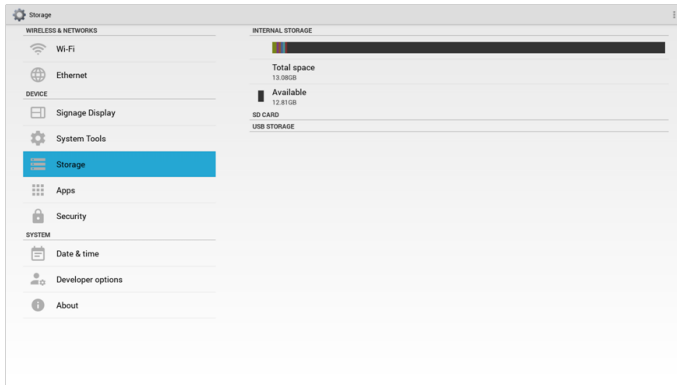 Storage
WIRELESS & NETWORKS
Wi-Fi
Ethernet
DEVICE
Signage Display
System Tools
Storage
Apps
Security
SYSTEM
Date & time
Developer options
About
INTERNAL STORAGE
Total space
13.08GB
Available
12.81GB
SD CARD
USB STORAGE